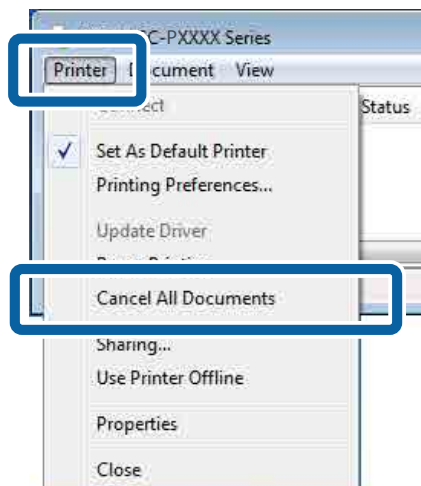 C-PXXXX Series
Printer Document View
Status
Set As Default Printer
Printing Preferences...
Update Driver
Cancel All Documents
Sharing...
Use Printer Offline
Properties
Close